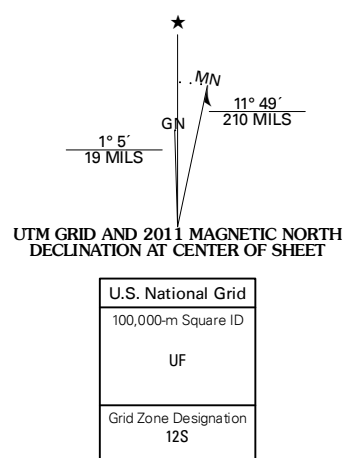 ★
MN
GN
11° 49´
210 MILS
1° 5´
19 MILS
UTM GRID AND 2011 MAGNETIC NORTH
DECLINATION AT CENTER OF SHEET
U.S. National Grid
100,000-m Square ID
UF
Grid Zone Designation
12S